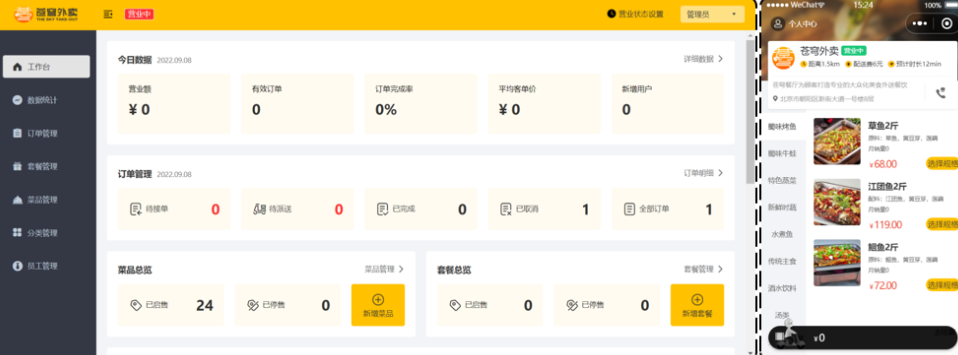 苍穹外卖
THE SKY TAKE OUT
营业中
营业状态设置
管理员
工作台
数据统计
订单管理
套餐管理
菜品管理
分类管理
员工管理
今日数据 2022.09.08
详细数据
营业额
¥ 0
有效订单
0
订单完成率
0%
平均客单价
¥ 0
新增用户
0
订单管理 2022.09.08
订单明细
待接单 0
待派送 0
已完成 0
已取消 1
全部订单 1
菜品总览
菜品管理
已启售 24
已停售 0
新增菜品
套餐总览
套餐管理
已启售 0
已停售 0
新增套餐
WeChat 15:24 100%
个人中心
苍穹外卖 营业中
距离1.5km 配送费6元 预计时长12min
苍穹餐厅为顾客打造专业的大众化美食外送餐饮
北京市朝阳区新街大道一号楼8层
蜀味烤鱼
蜀味牛蛙
特色蒸菜
新鲜时蔬
水煮鱼
传统主食
酒水饮料
汤类
草鱼2斤
原料：草鱼，黄豆芽，莲藕
月销量0
¥68.00 选择规格
江团鱼2斤
配料：江团鱼，黄豆芽，莲藕
月销量0
¥119.00 选择规格
鮰鱼2斤
原料：鮰鱼，黄豆芽，莲藕
月销量0
¥72.00 选择规格
¥0